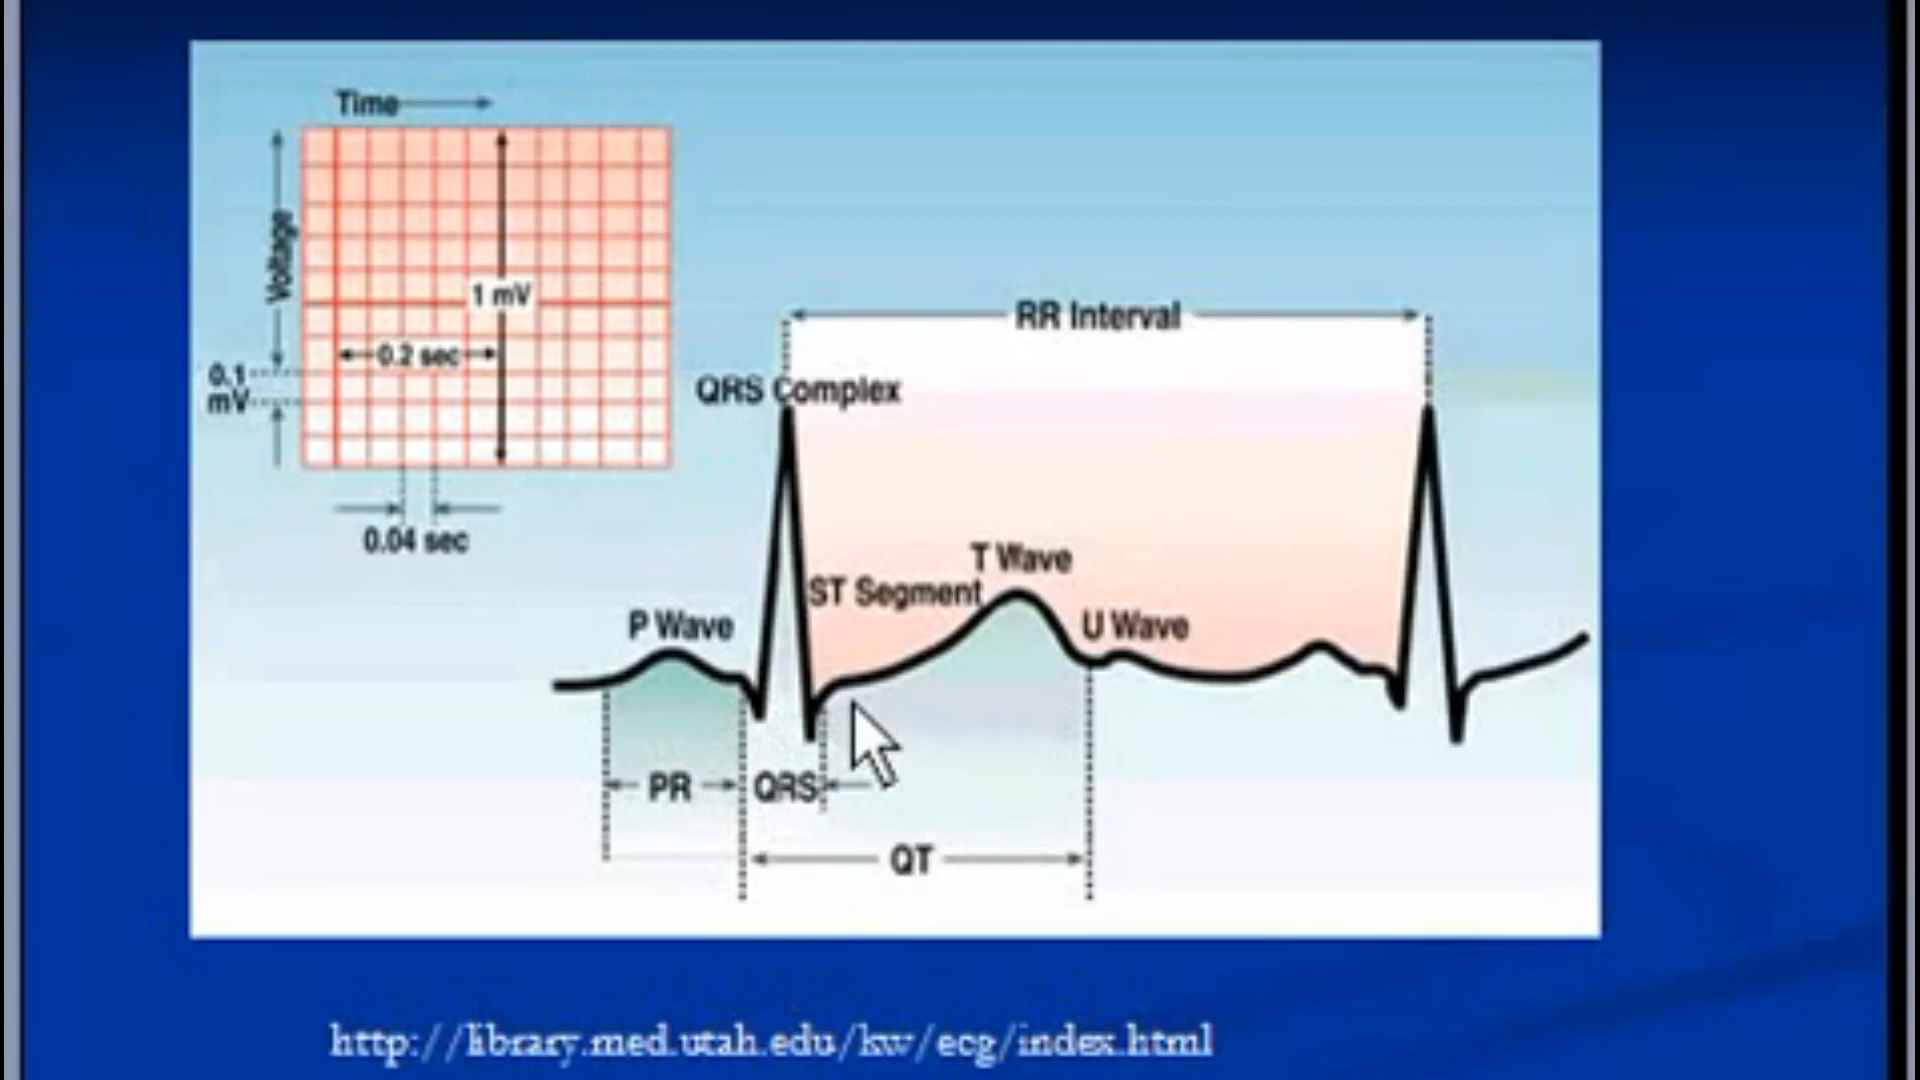 Time
Voltage
1 mV
0.2 sec
0.1
mV
0.04 sec
RR Interval
QRS Complex
T Wave
ST Segment
P Wave
U Wave
PR
QRS
QT
http://library.med.utah.edu/kw/ecg/index.html